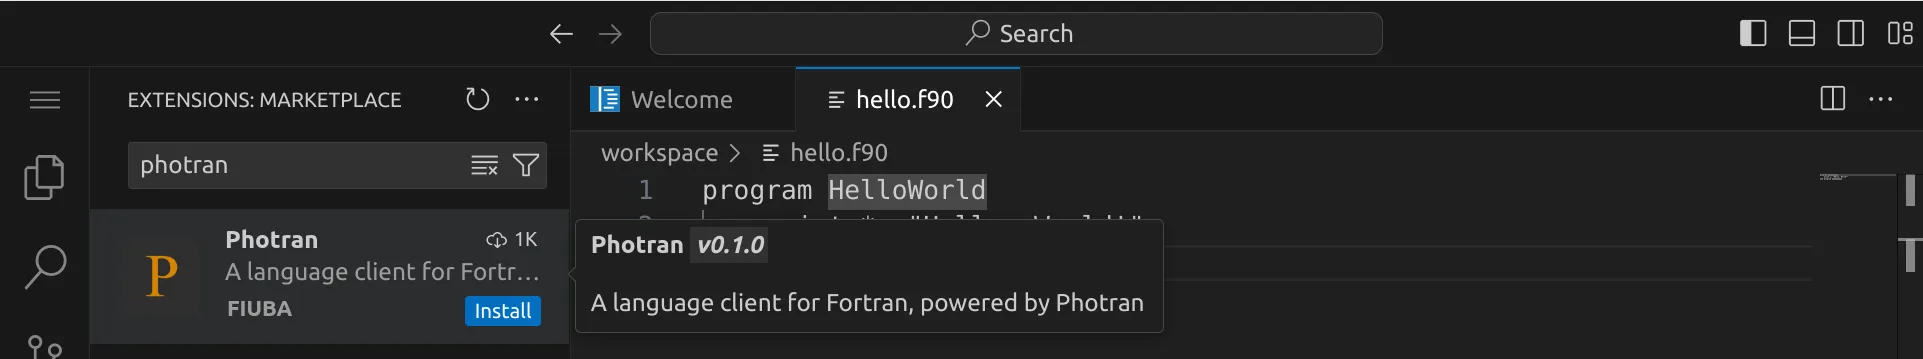 Search
EXTENSIONS: MARKETPLACE
Welcome
hello.f90
photran
workspace
hello.f90
1 program HelloWorld
Photran
1K
A language client for Fortr…
FIUBA
Install
P
Photran v0.1.0
A language client for Fortran, powered by Photran